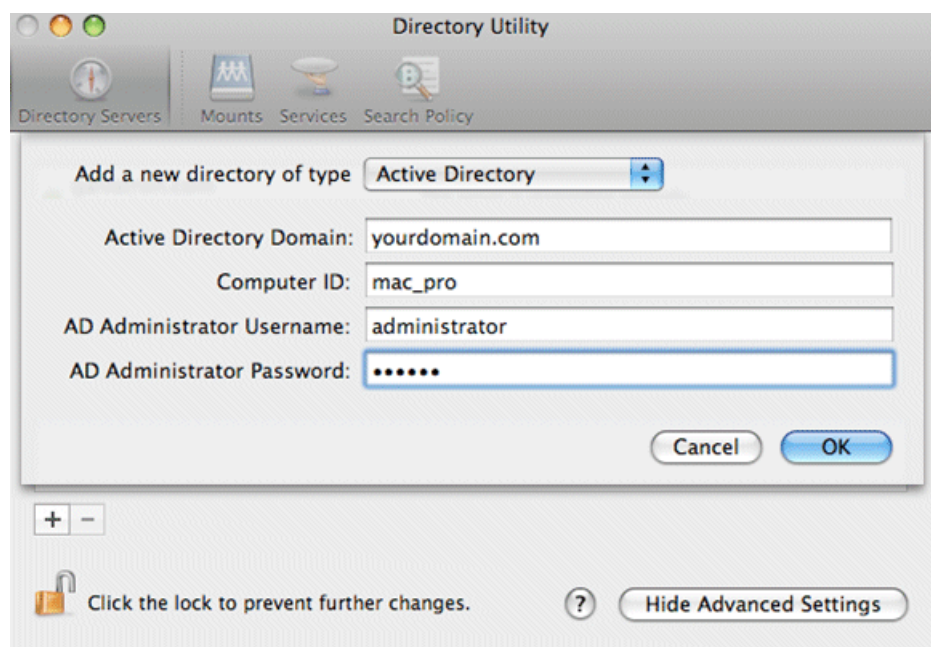 Directory Utility
Directory Servers Mounts Services Search Policy
Add a new directory of type Active Directory
Active Directory Domain: yourdomain.com
Computer ID: mac_pro
AD Administrator Username: administrator
AD Administrator Password: ••••••
Cancel OK
+ −
Click the lock to prevent further changes. ? Hide Advanced Settings